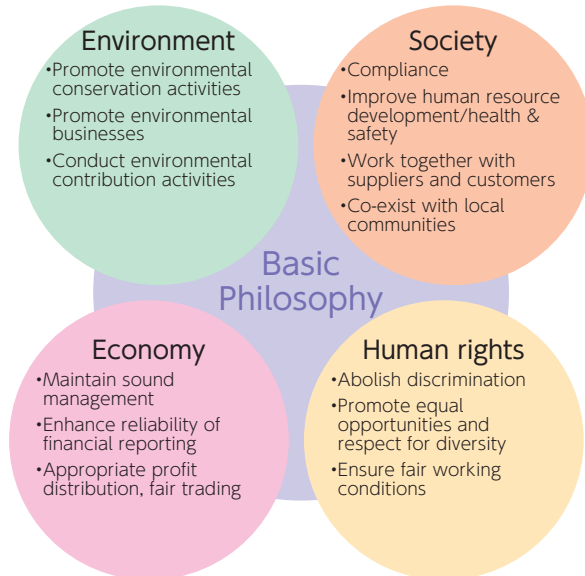 Environment
•Promote environmental
conservation activities
•Promote environmental
businesses
•Conduct environmental
contribution activities
Society
•Compliance
•Improve human resource
development/health &
safety
•Work together with
suppliers and customers
•Co-exist with local
communities
Basic
Philosophy
Economy
•Maintain sound
management
•Enhance reliability of
financial reporting
•Appropriate profit
distribution, fair trading
Human rights
•Abolish discrimination
•Promote equal
opportunities and
respect for diversity
•Ensure fair working
conditions